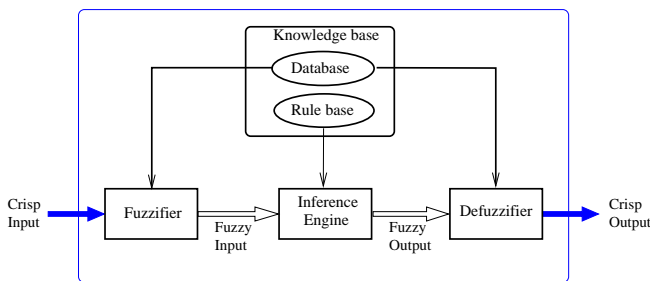 Knowledge base
Database
Rule base
Crisp
Input
Fuzzifier
Fuzzy
Input
Inference
Engine
Fuzzy
Output
Defuzzifier
Crisp
Output